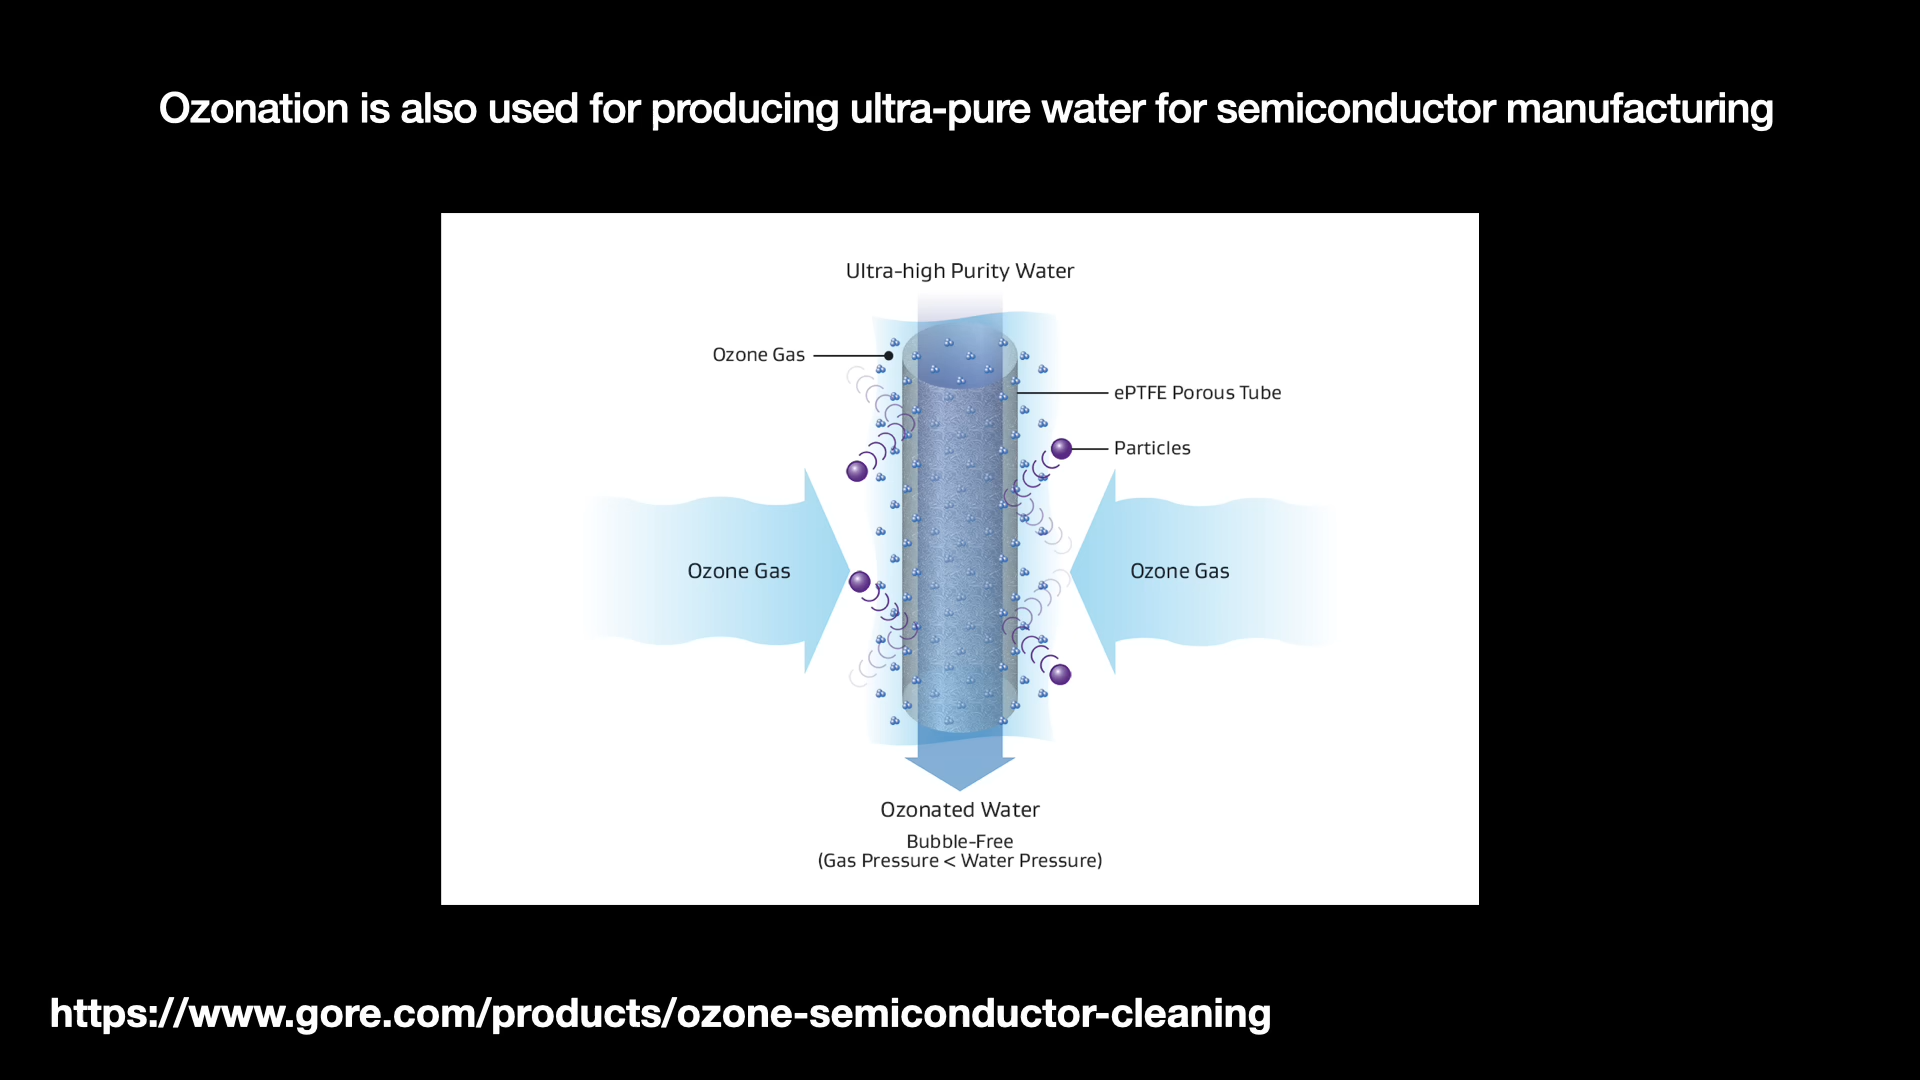 Ozonation is also used for producing ultra-pure water for semiconductor manufacturing
Ultra-high Purity Water
Ozone Gas
ePTFE Porous Tube
Particles
Ozone Gas
Ozone Gas
Ozonated Water
Bubble-Free
(Gas Pressure < Water Pressure)
https://www.gore.com/products/ozone-semiconductor-cleaning